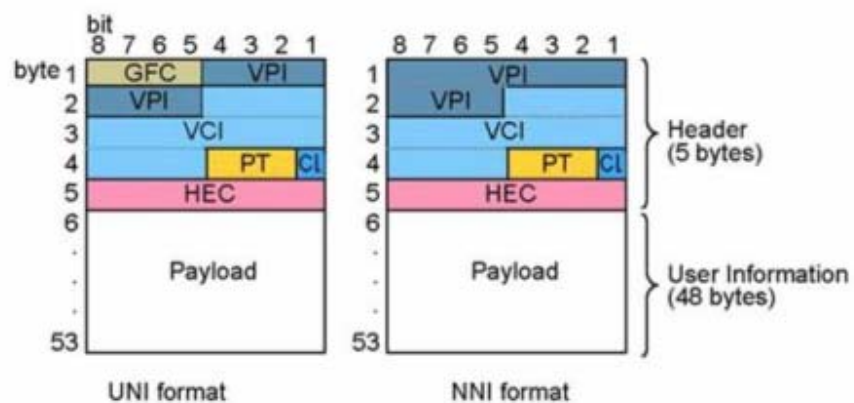 bit
8 7 6 5 4 3 2 1
8 7 6 5 4 3 2 1
byte 1 GFC VPI
1 VPI
2 VPI
2 VPI
3 VCI
3 VCI
4 PT CL
4 PT CL
5 HEC
5 HEC
Header
(5 bytes)
6
6
.
.
.
.
.
.
Payload
Payload
User Information
(48 bytes)
53
53
UNI format
NNI format